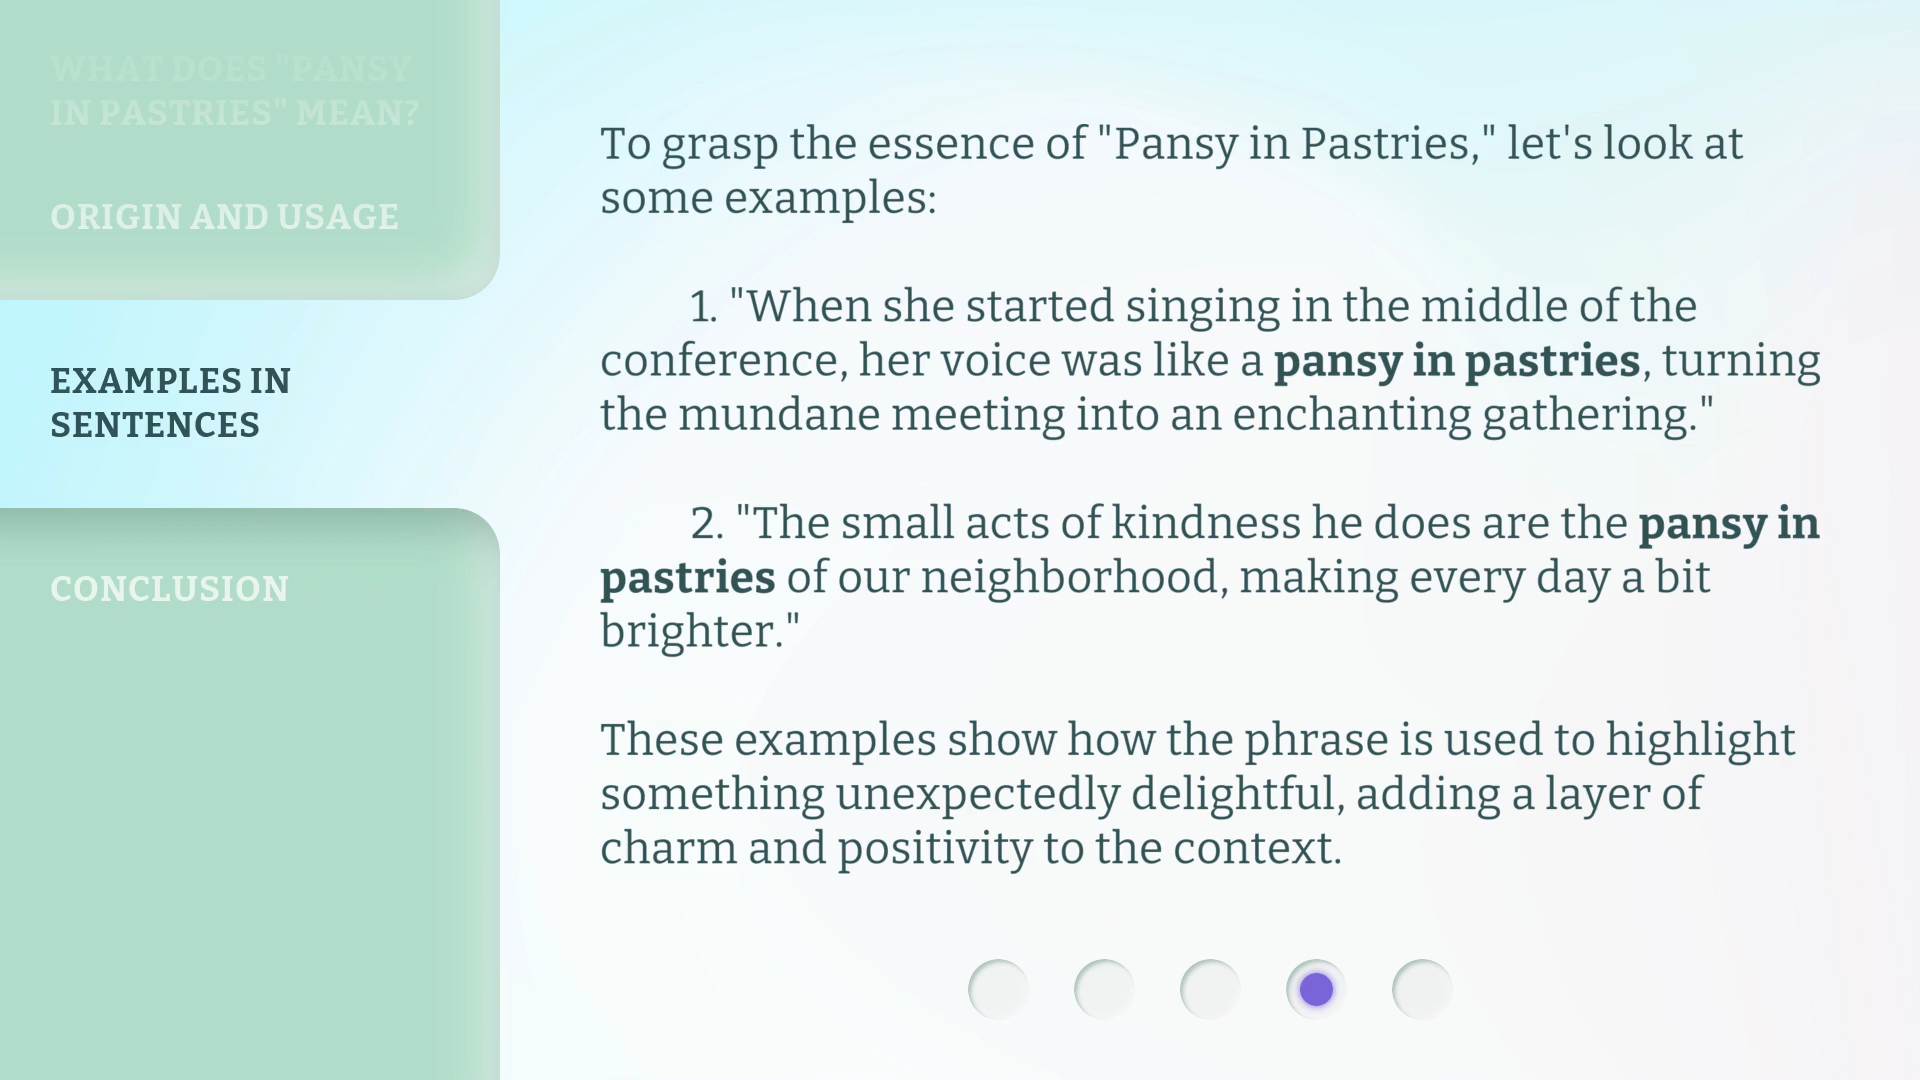 WHAT DOES "PANSY
IN PASTRIES" MEAN?
ORIGIN AND USAGE
EXAMPLES IN
SENTENCES
CONCLUSION
To grasp the essence of "Pansy in Pastries," let's look at
some examples:
1. "When she started singing in the middle of the
conference, her voice was like a pansy in pastries, turning
the mundane meeting into an enchanting gathering."
2. "The small acts of kindness he does are the pansy in
pastries of our neighborhood, making every day a bit
brighter."
These examples show how the phrase is used to highlight
something unexpectedly delightful, adding a layer of
charm and positivity to the context.